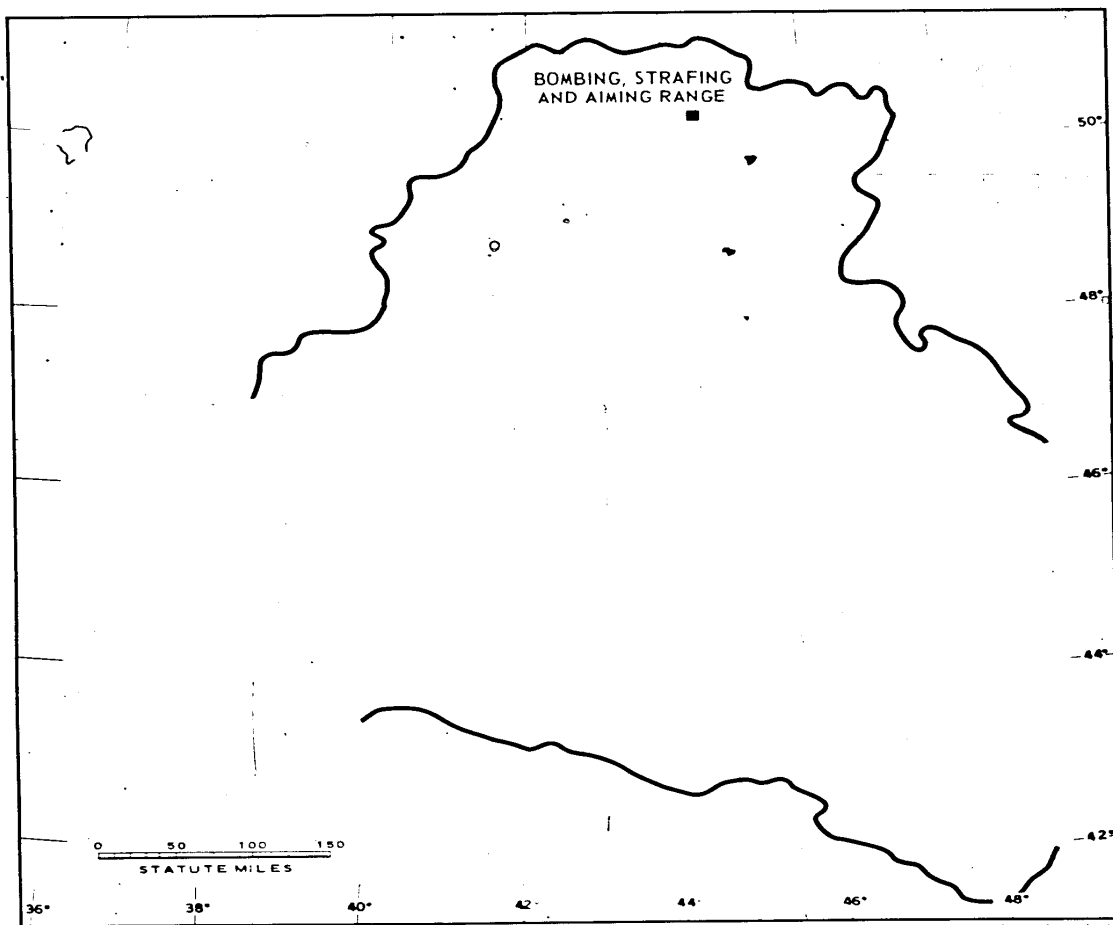 BOMBING, STRAFING
AND AIMING RANGE
50°
48°
46°
44°
42°
0 50 100 150
STATUTE MILES
36° 38° 40° 42° 44° 46° 48°